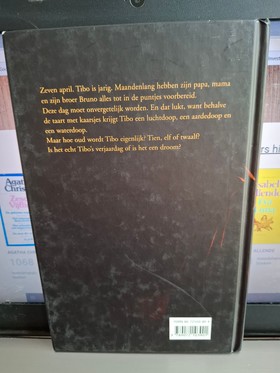 Zeven april. Tibo is jarig. Maandenlang hebben zijn papa, mama
en zijn broer Bruno alles tot in de puntjes voorbereid.
Deze dag moet onvergetelijk worden. En dat lukt, want behalve
de taart met kaarsjes krijgt Tibo een luchtdoop, een aardedoop en
een waterdoop.
Maar hoe oud wordt Tibo eigenlijk? Tien, elf of twaalf?
Is het echt Tibo's verjaardag of is het een droom?
Agatha
Chris